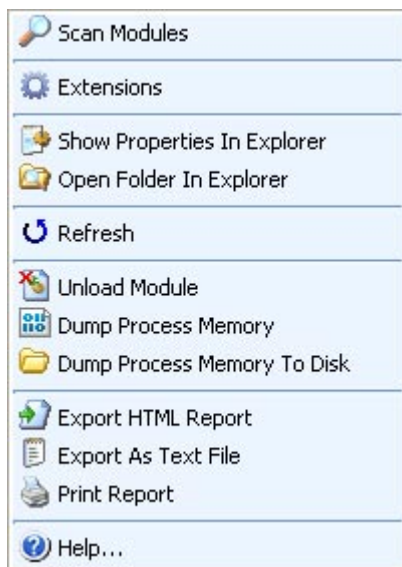 Scan Modules
Extensions
Show Properties In Explorer
Open Folder In Explorer
Refresh
Unload Module
Dump Process Memory
Dump Process Memory To Disk
Export HTML Report
Export As Text File
Print Report
Help...